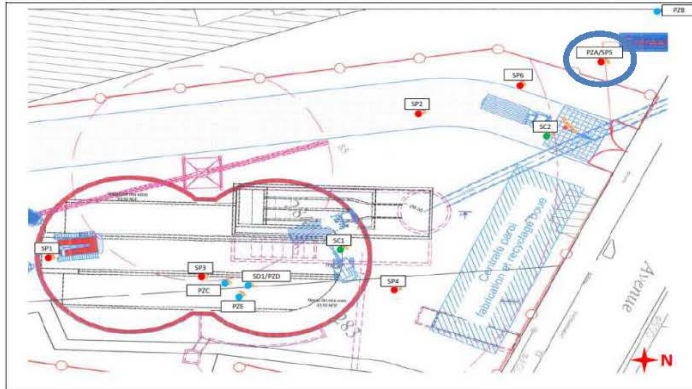 PZB
PZA/SP5
SP6
SP2
SC2
SC1
SP1
SP3
SD1/PZD
SP4
PZC
PZE
Centrale paroi
fabrication et recyclage boue
Avenue
N